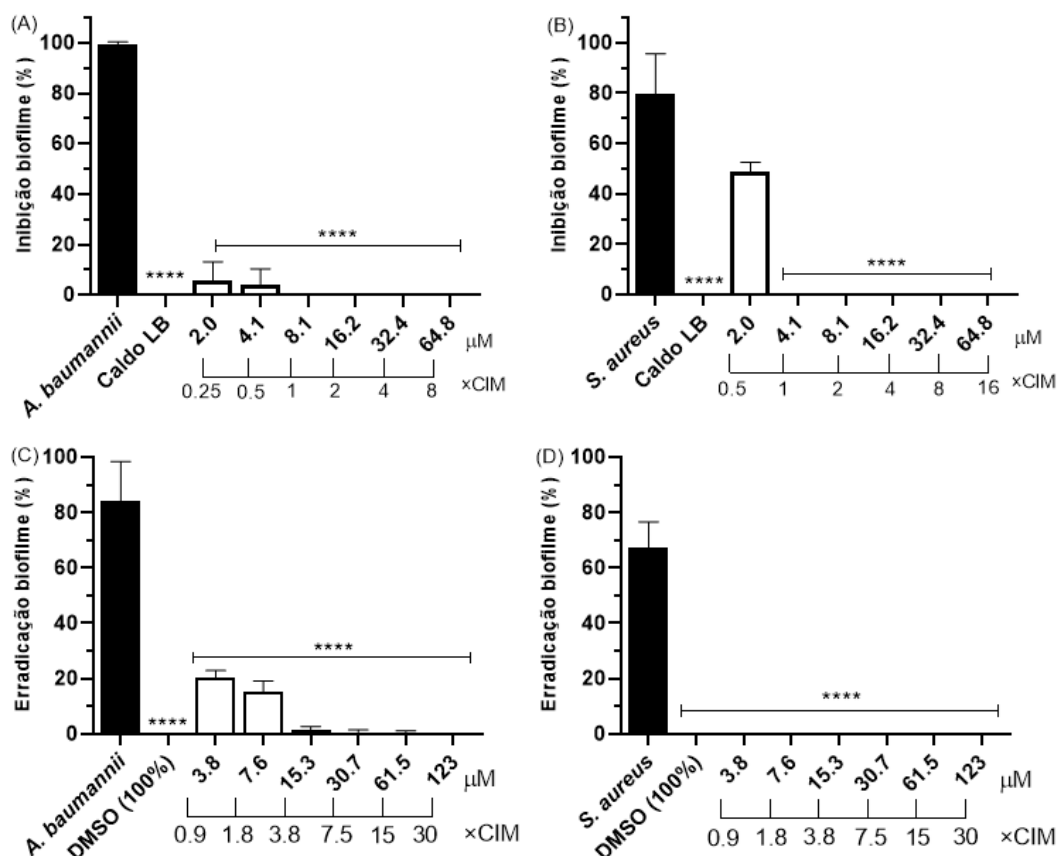 (A)
Inibição biofilme (%)
100
80
60
40
20
0
****
****
A. baumannii
Caldo LB
2.0
4.1
8.1
16.2
32.4
64.8
μM
0.25 0.5 1 2 4 8 ×CIM
(B)
Inibição biofilme (%)
100
80
60
40
20
0
****
****
S. aureus
Caldo LB
2.0
4.1
8.1
16.2
32.4
64.8
μM
0.5 1 2 4 8 16 ×CIM
(C)
Erradicação biofilme (%)
100
80
60
40
20
0
****
****
A. baumannii
DMSO (100%)
3.8
7.6
15.3
30.7
61.5
123
μM
0.9 1.8 3.8 7.5 15 30 ×CIM
(D)
Erradicação biofilme (%)
100
80
60
40
20
0
****
S. aureus
DMSO (100%)
3.8
7.6
15.3
30.7
61.5
123
μM
0.9 1.8 3.8 7.5 15 30 ×CIM